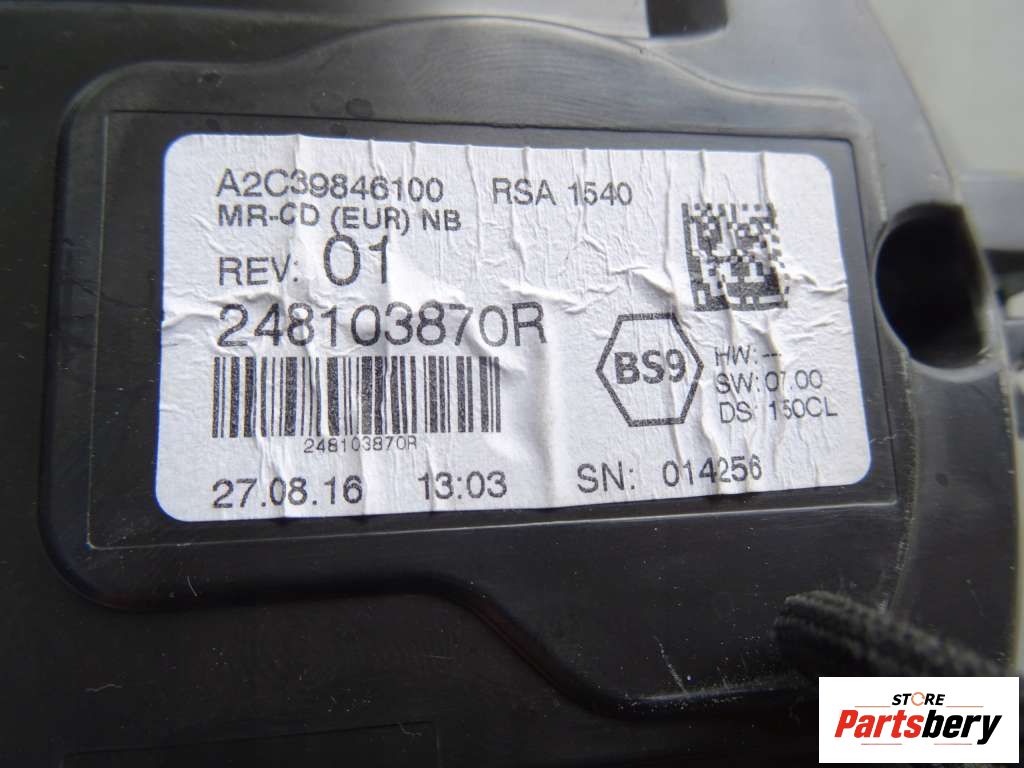 A2C39846100 RSA 1540
MR-CD (EUR) NB
REV: 01
248103870R
BS9
HW: ---
SW: 07.00
DS: 150CL
248103870R
27.08.16 13:03 SN: 014256
STORE
Partsbery